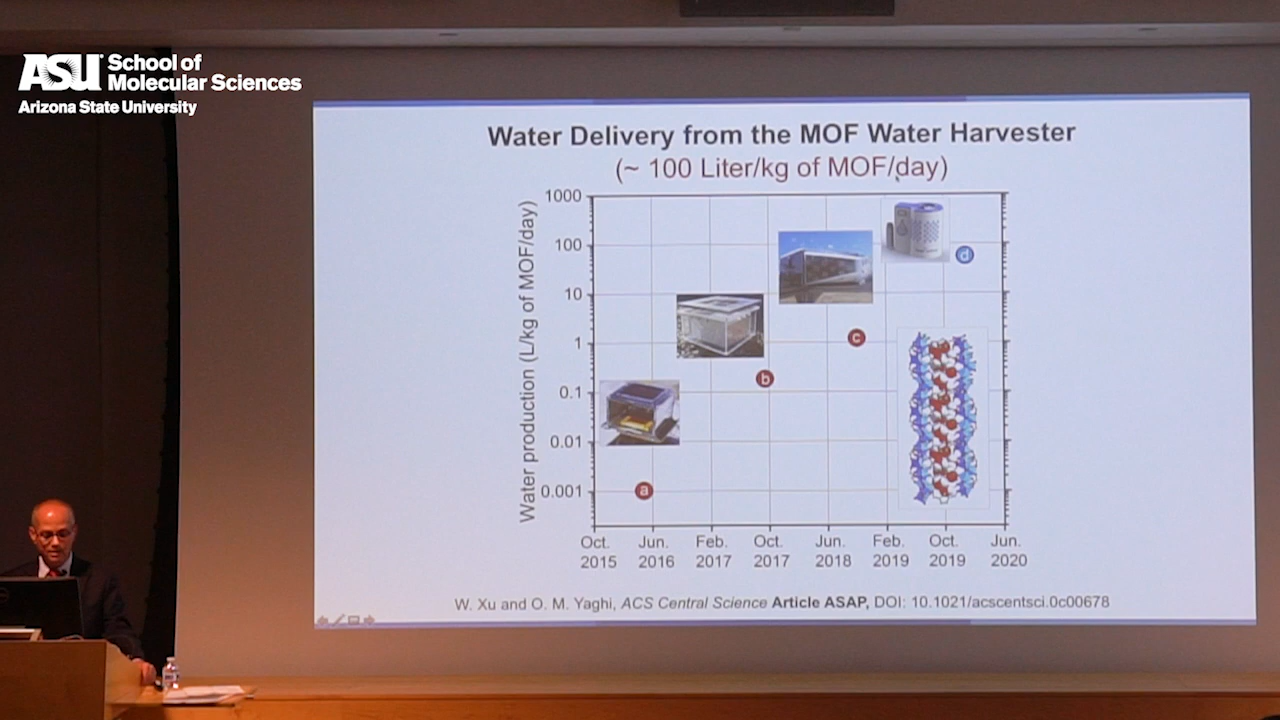 ASU School of
Molecular Sciences
Arizona State University
Water Delivery from the MOF Water Harvester
(~ 100 Liter/kg of MOF/day)
Water production (L/kg of MOF/day)
1000
100
10
1
0.1
0.01
0.001
a
b
c
d
Oct. 2015
Jun. 2016
Feb. 2017
Oct. 2017
Jun. 2018
Feb. 2019
Oct. 2019
Jun. 2020
W. Xu and O. M. Yaghi, ACS Central Science Article ASAP, DOI: 10.1021/acscentsci.0c00678